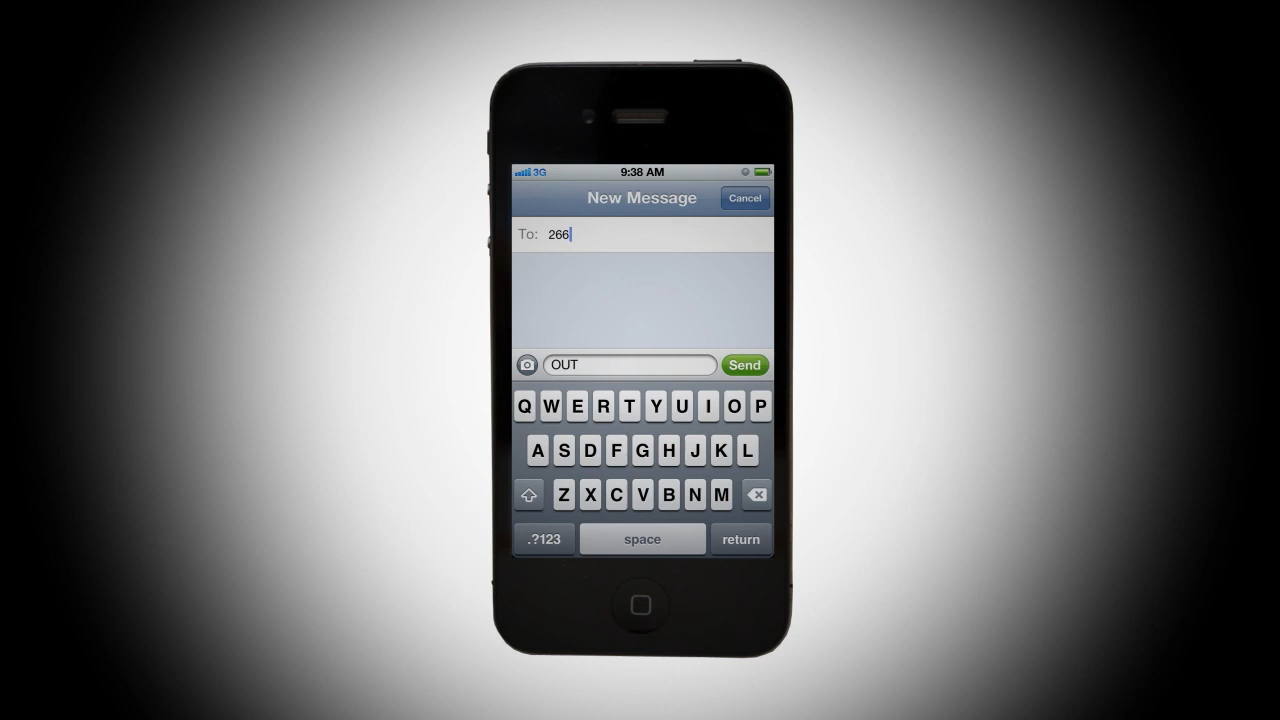 3G 9:38 AM
New Message Cancel
To: 266
OUT Send
Q W E R T Y U I O P
A S D F G H J K L
Z X C V B N M
.?123 space return